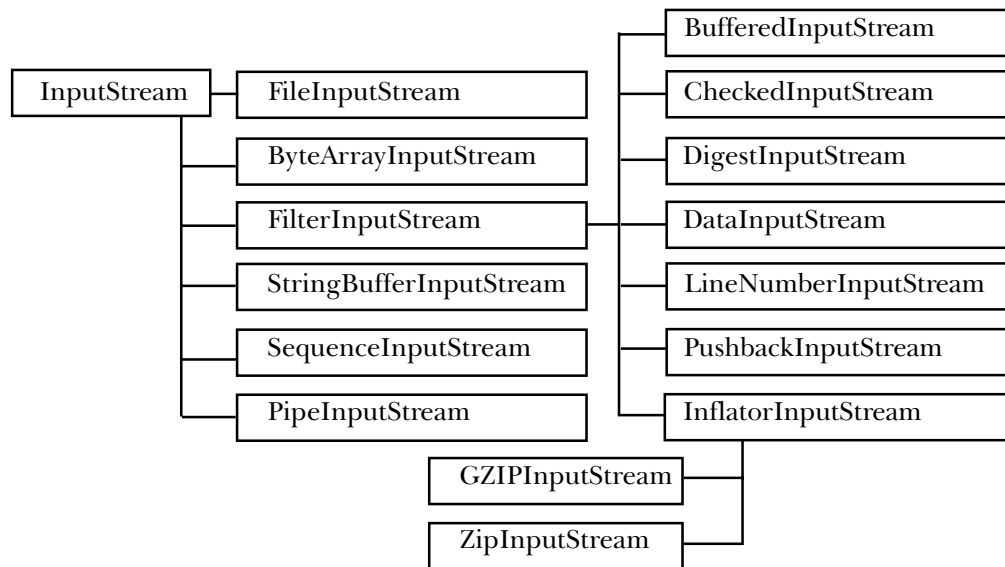 InputStream
FileInputStream
ByteArrayInputStream
FilterInputStream
StringBufferInputStream
SequenceInputStream
PipeInputStream
BufferedInputStream
CheckedInputStream
DigestInputStream
DataInputStream
LineNumberInputStream
PushbackInputStream
InflatorInputStream
GZIPInputStream
ZipInputStream